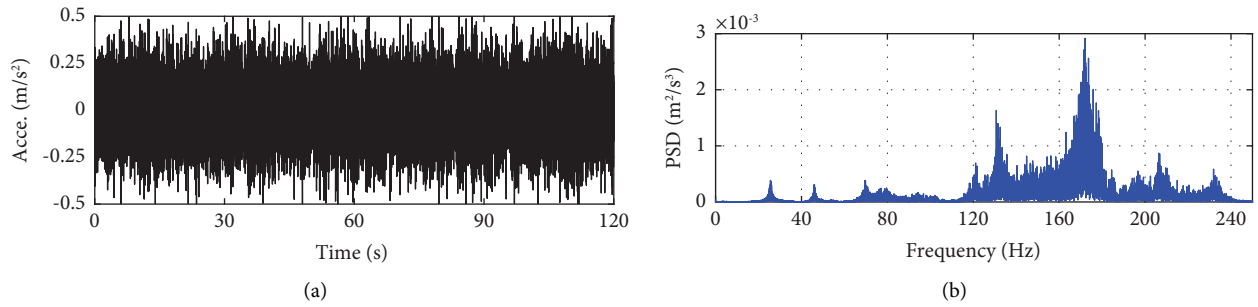 0.5
0.25
0
-0.25
-0.5
Acce. (m/s²)
0 30 60 90 120
Time (s)
(a)
×10⁻³
3
2
1
0
PSD (m²/s³)
0 40 80 120 160 200 240
Frequency (Hz)
(b)